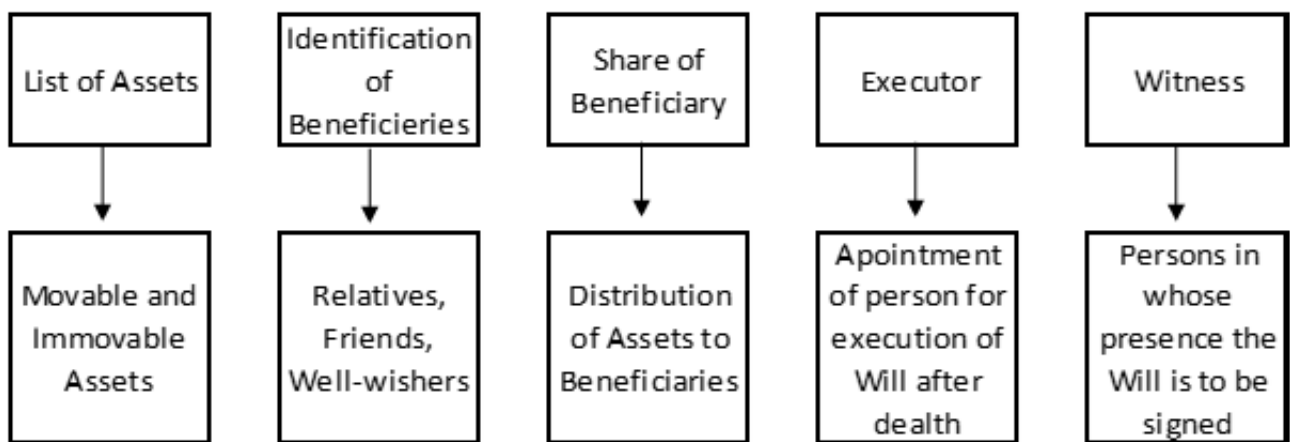 List of Assets
Identification
of
Beneficieries
Share of
Beneficiary
Executor
Witness
Movable and
Immovable
Assets
Relatives,
Friends,
Well-wishers
Distribution
of Assets to
Beneficiaries
Apointment
of person for
execution of
Will after
dealth
Persons in
whose
presence the
Will is to be
signed